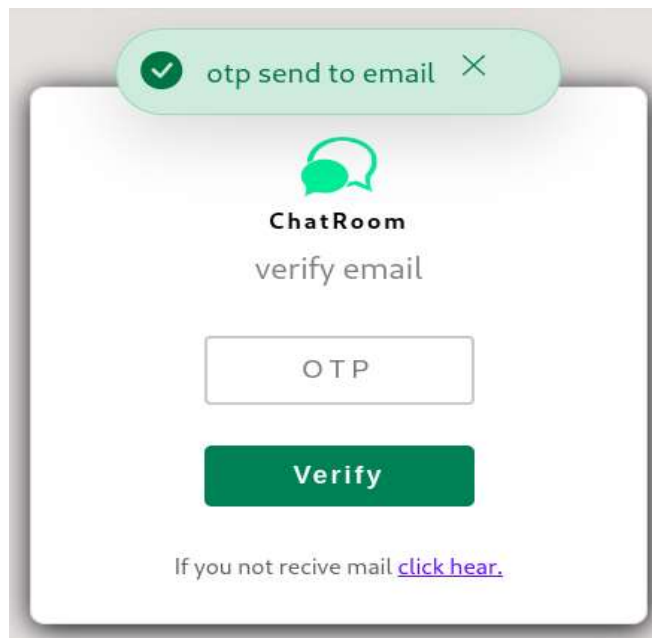 otp send to email
ChatRoom
verify email
OTP
Verify
If you not recive mail click hear.